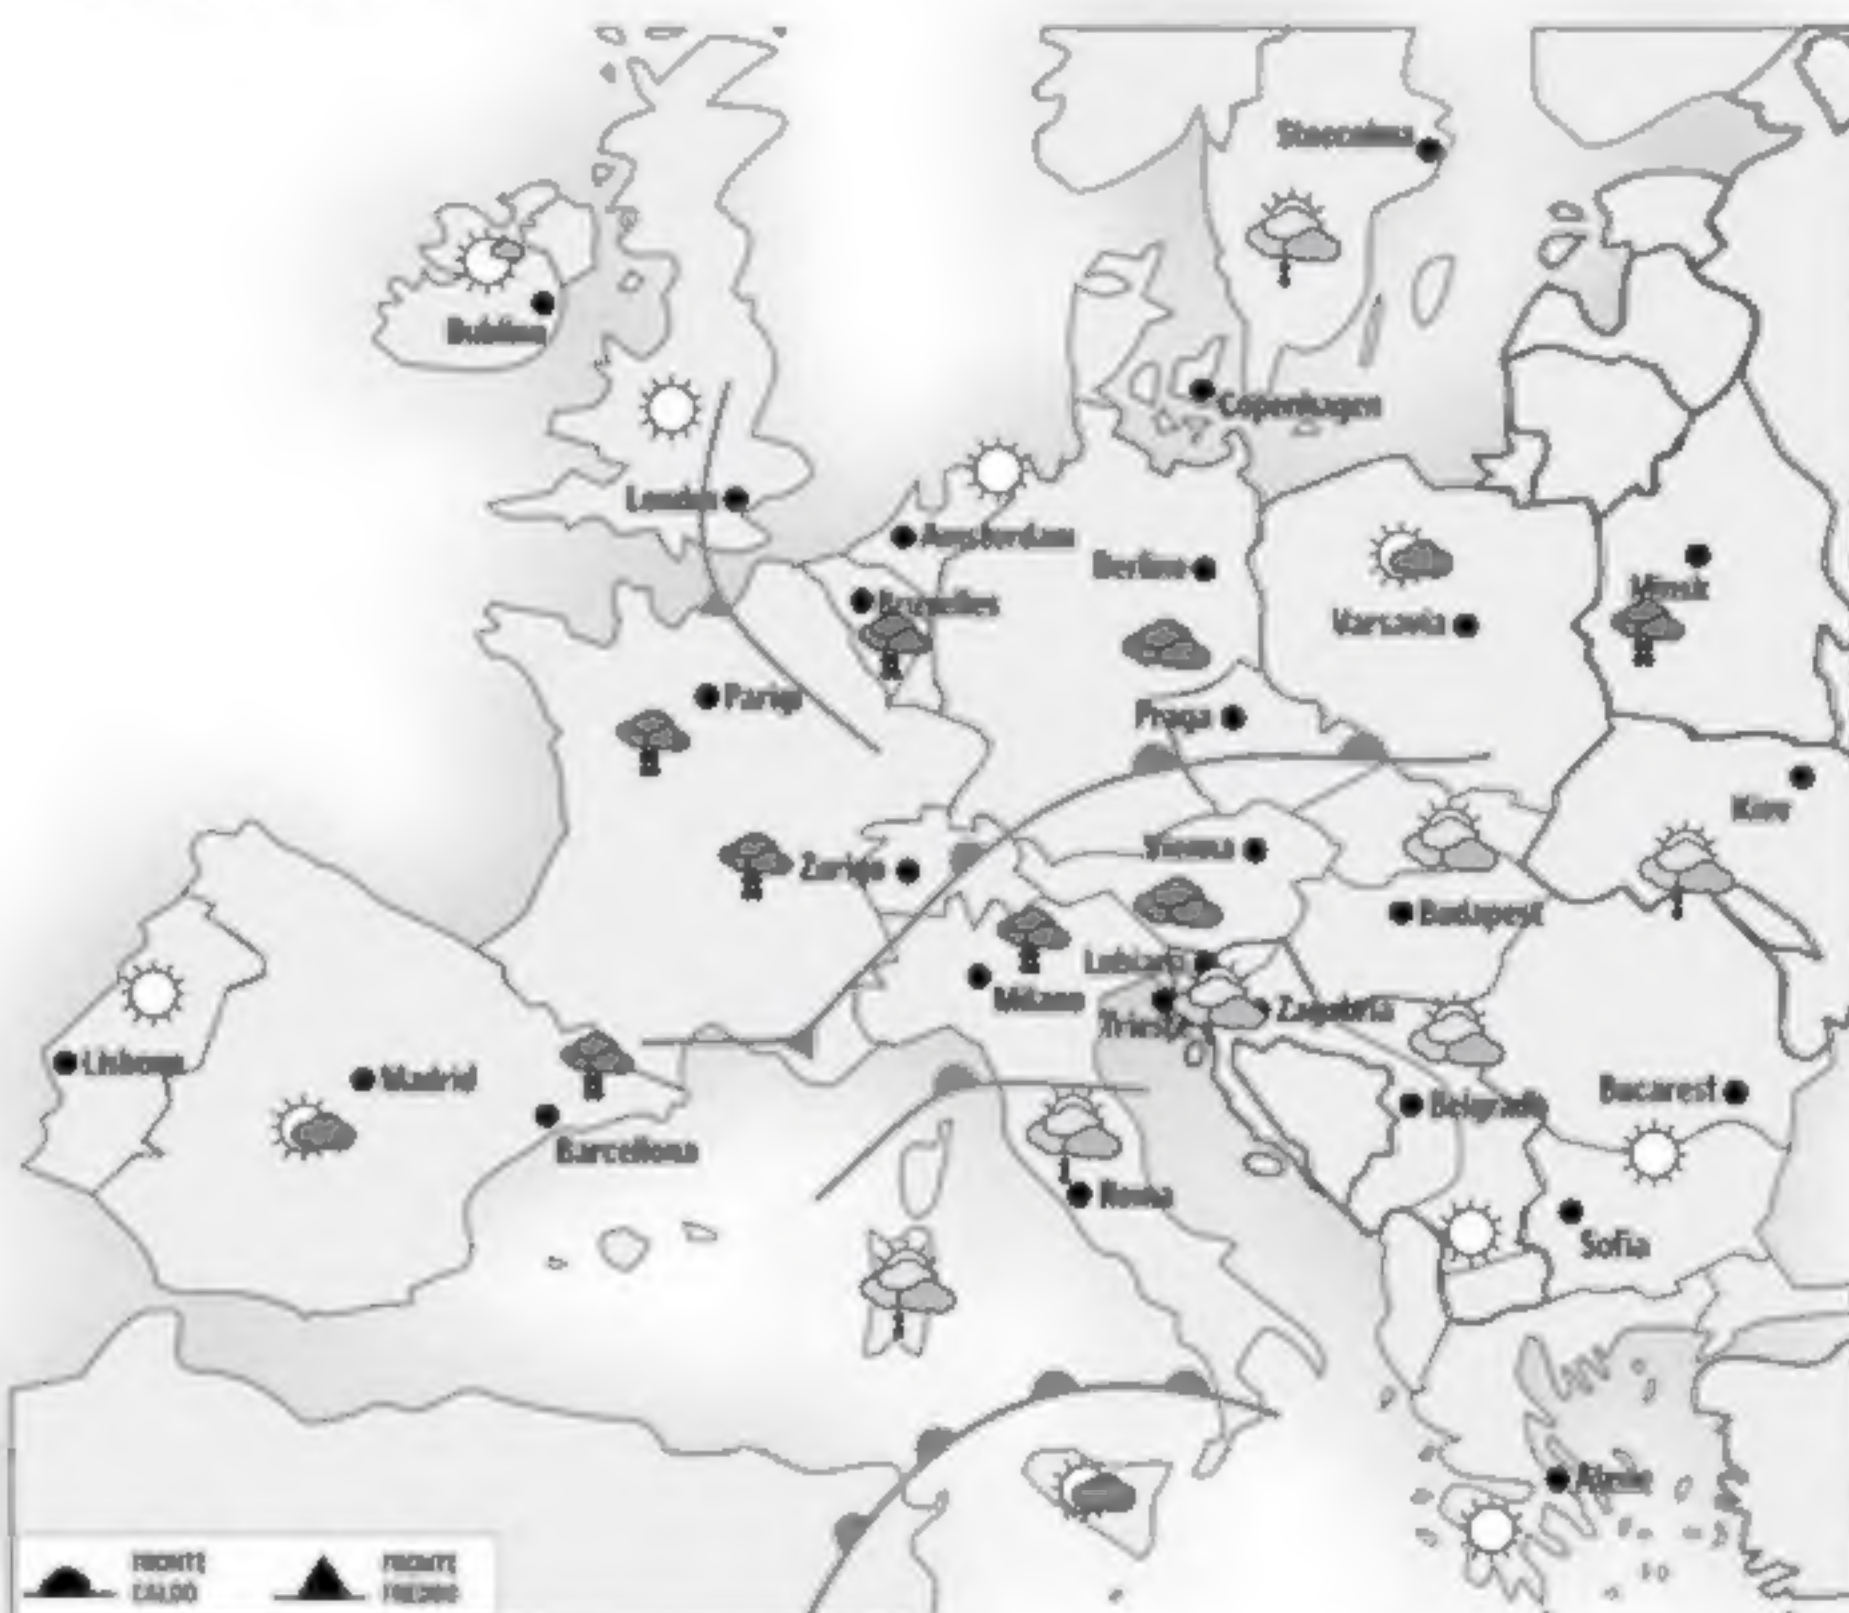 Stoccolma
Dublino
Copenhagen
Londra
Amsterdam
Berlino
Bruxelles
Minsk
Varsavia
Parigi
Praga
Kiev
Vienna
Zurigo
Budapest
Lubiana
Milano
Zagabria
Trieste
Lisbona
Madrid
Bucarest
Belgrado
Barcellona
Roma
Sofia
Atene
FRONTE
CALDO
FRONTE
FREDDO